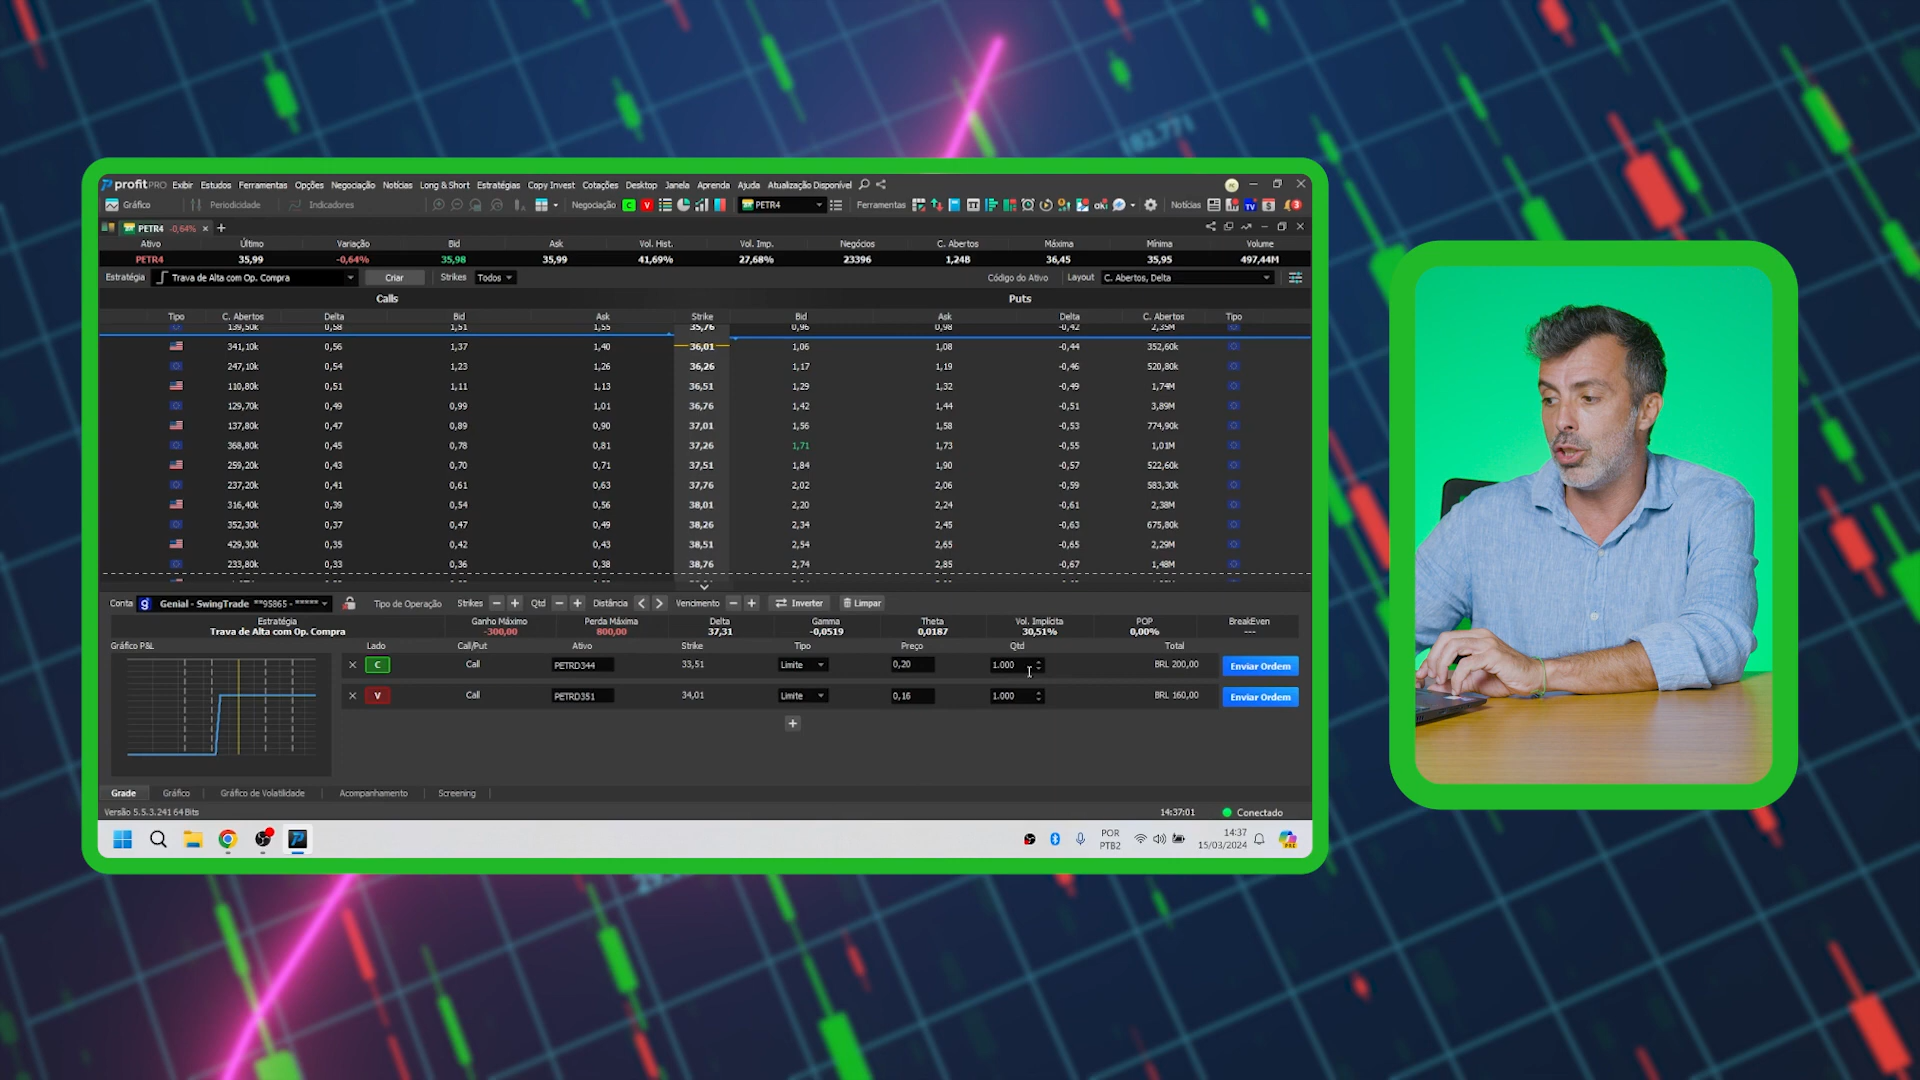 profitPRO Exibir Estudos Ferramentas Opções Negociação Notícias Long & Short Estratégias Copy Invest Cotações Desktop Janela Aprenda Ajuda Atualização Disponível
Gráfico Periodicidade Indicadores Negociação C V PETR4 Ferramentas Notícias
PETR4 -0,64%
Ativo Último Variação Bid Ask Vol. Hist. Vol. Imp. Negócios C. Abertos Máxima Mínima Volume
PETR4 35,99 -0,64% 35,98 35,99 41,69% 27,68% 23396 1,24B 36,45 35,95 497,44M
Estratégia Trava de Alta com Op. Compra Criar Strikes Todos Código do Ativo Layout C. Abertos, Delta
Calls Puts
Tipo C. Abertos Delta Bid Ask Strike Bid Ask Delta C. Abertos Tipo
139,50k 0,58 1,51 1,55 35,76 0,96 0,98 -0,42 2,35M
341,10k 0,56 1,37 1,40 36,01 1,06 1,08 -0,44 352,60k
247,10k 0,54 1,23 1,26 36,26 1,17 1,19 -0,46 520,80k
110,80k 0,51 1,11 1,13 36,51 1,29 1,32 -0,49 1,74M
129,70k 0,49 0,99 1,01 36,76 1,42 1,44 -0,51 3,89M
137,80k 0,47 0,89 0,90 37,01 1,56 1,58 -0,53 774,90k
368,80k 0,45 0,78 0,81 37,26 1,71 1,73 -0,55 1,01M
259,20k 0,43 0,70 0,71 37,51 1,84 1,90 -0,57 522,60k
237,20k 0,41 0,61 0,63 37,76 2,02 2,06 -0,59 583,30k
316,40k 0,39 0,54 0,56 38,01 2,20 2,24 -0,61 2,38M
352,30k 0,37 0,47 0,49 38,26 2,34 2,45 -0,63 675,80k
429,30k 0,35 0,42 0,43 38,51 2,54 2,65 -0,65 2,29M
233,80k 0,33 0,36 0,38 38,76 2,74 2,85 -0,67 1,48M
Conta Genial - SwingTrade **95865 - ***** Tipo de Operação Strikes Qtd Distância Vencimento Inverter Limpar
Estratégia Ganho Máximo Perda Máxima Delta Gamma Theta Vol. Implícita POP BreakEven
Trava de Alta com Op. Compra -300,00 800,00 37,31 -0,0519 0,0187 30,51% 0,00% ---
Gráfico P&L Lado Call/Put Ativo Strike Tipo Preço Qtd Total
C Call PETRD344 33,51 Limite 0,20 1.000 BRL 200,00 Enviar Ordem
V Call PETRD351 34,01 Limite 0,16 1.000 BRL 160,00 Enviar Ordem
Grade Gráfico Gráfico de Volatilidade Acompanhamento Screening
Versão 5.5.3.241 64 Bits 14:37:01 Conectado
POR
PTB2
14:37
15/03/2024